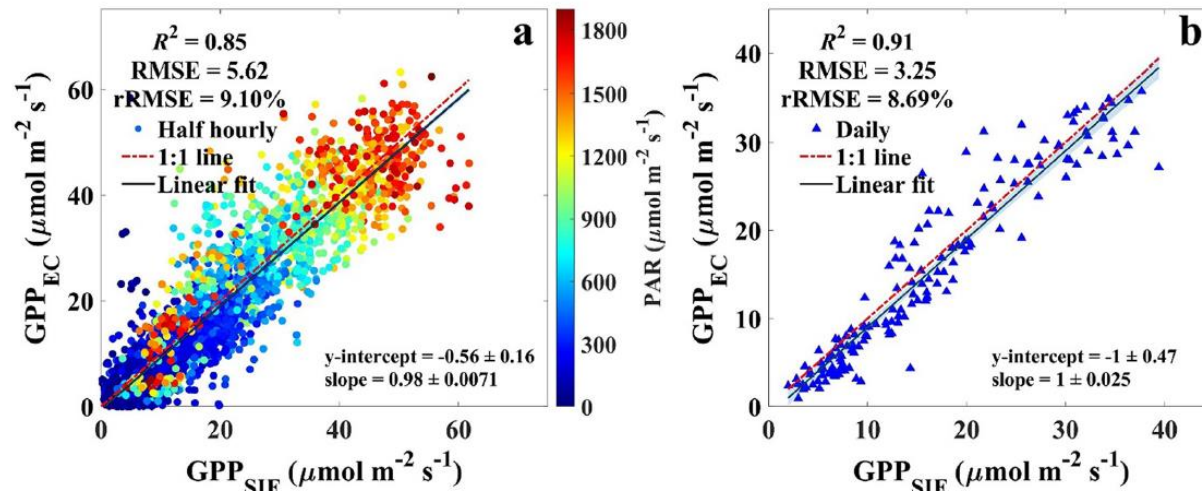 a
R² = 0.85
RMSE = 5.62
rRMSE = 9.10%
Half hourly
1:1 line
Linear fit
y-intercept = -0.56 ± 0.16
slope = 0.98 ± 0.0071
60
40
20
0
GPP_EC (μmol m⁻² s⁻¹)
0 20 40 60
GPP_SIF (μmol m⁻² s⁻¹)
1800
1500
1200
900
600
300
0
PAR (μmol m⁻² s⁻¹)
b
R² = 0.91
RMSE = 3.25
rRMSE = 8.69%
Daily
1:1 line
Linear fit
y-intercept = -1 ± 0.47
slope = 1 ± 0.025
40
30
20
10
0
GPP_EC (μmol m⁻² s⁻¹)
0 10 20 30 40
GPP_SIF (μmol m⁻² s⁻¹)